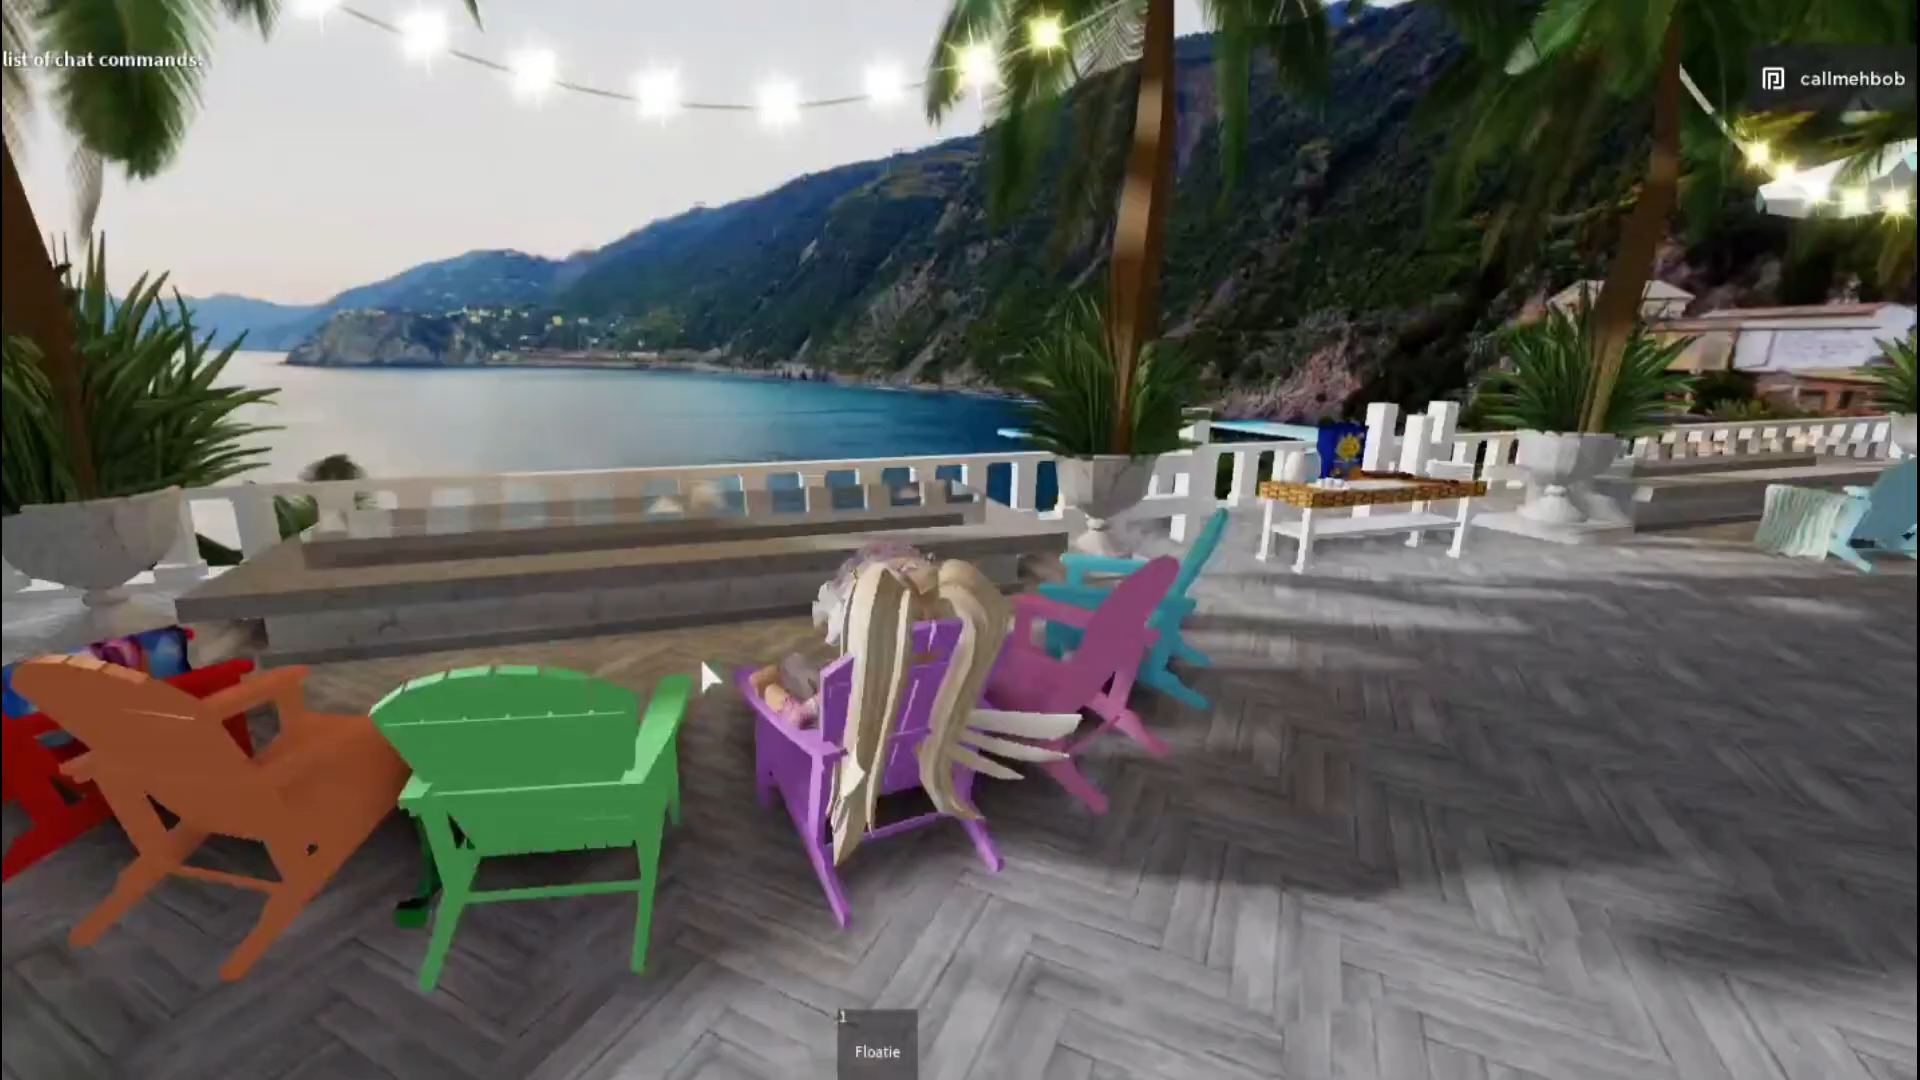 list of chat commands.
callmehbob
1
Floatie